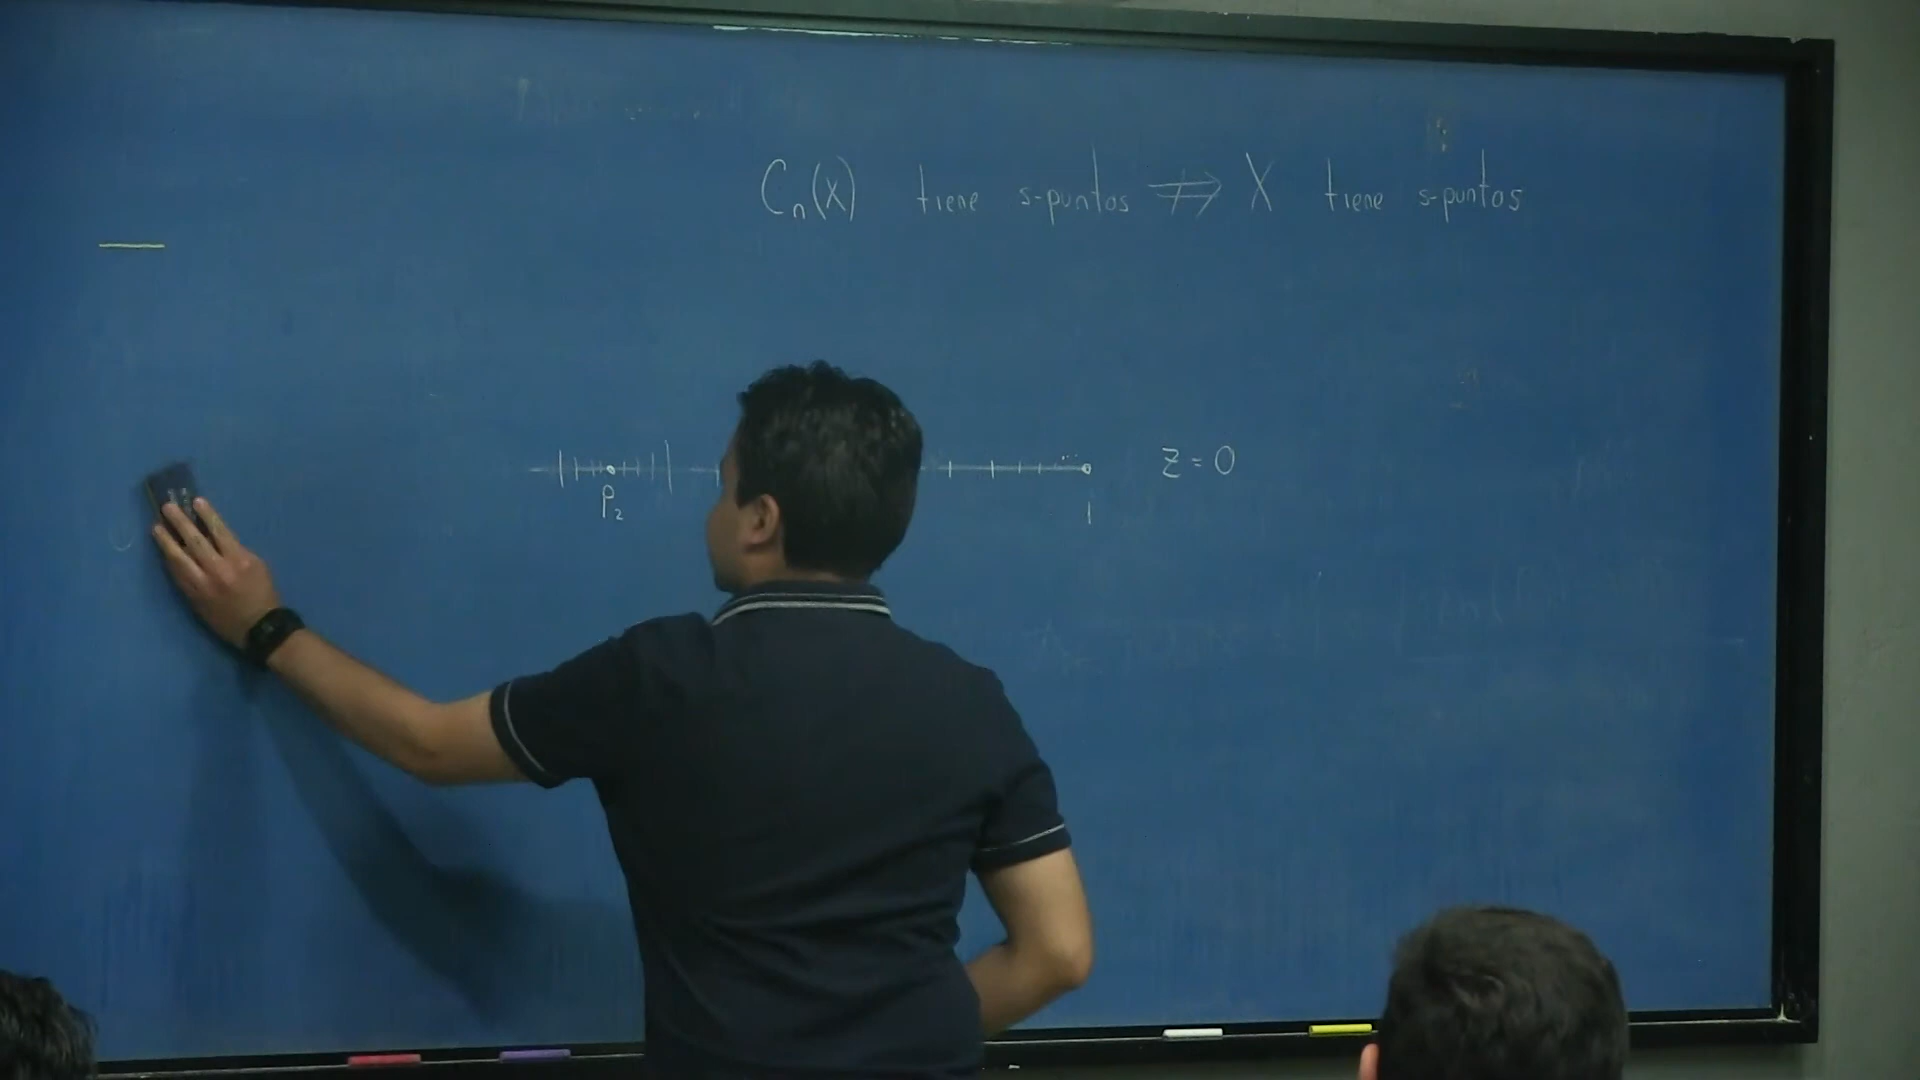 Cₙ(X) tiene s-puntos ⇏ X tiene s-puntos
z = 0
P₂ 1